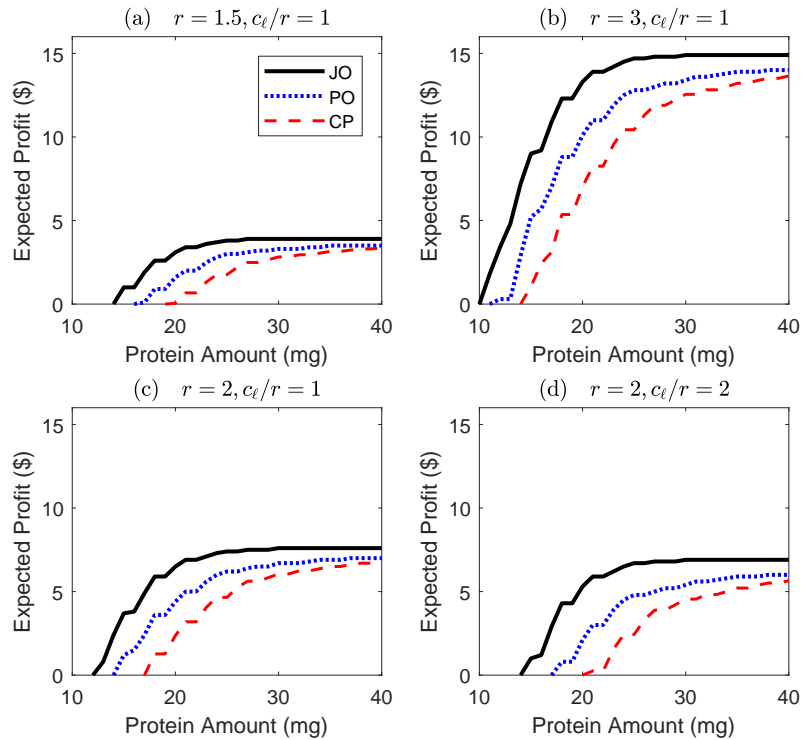 (a) r = 1.5, cℓ/r = 1
Expected Profit ($)
15
10
5
0
10 20 30 40
Protein Amount (mg)
JO
PO
CP
(b) r = 3, cℓ/r = 1
Expected Profit ($)
15
10
5
0
10 20 30 40
Protein Amount (mg)
(c) r = 2, cℓ/r = 1
Expected Profit ($)
15
10
5
0
10 20 30 40
Protein Amount (mg)
(d) r = 2, cℓ/r = 2
Expected Profit ($)
15
10
5
0
10 20 30 40
Protein Amount (mg)